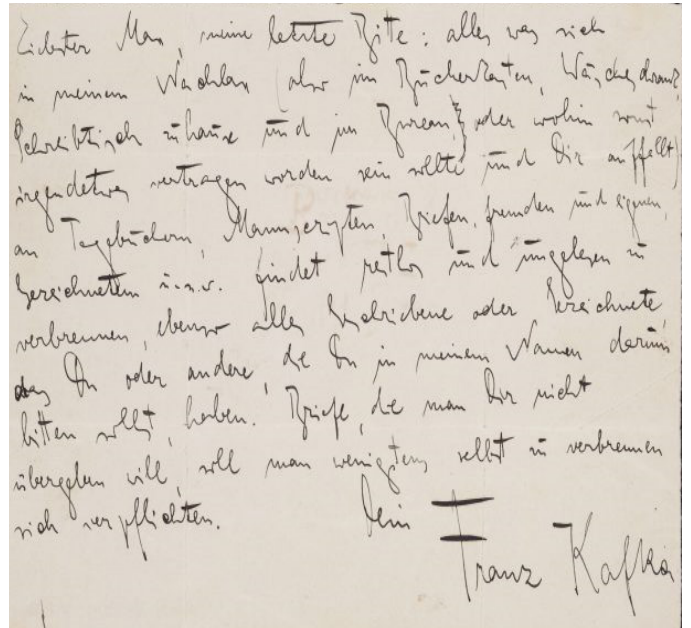 Liebster Max, meine letzte Bitte: alles was sich
in meinem Nachlass (also im Bücherkasten, Wäscheschrank,
Schreibtisch zuhause und im Bureau, oder wohin sonst
irgendetwas vertragen worden sein sollte und Dir auffällt)
an Tagebüchern, Manuscripten, Briefen, fremden und eignen,
Gezeichnetem u.s.w. findet restlos und ungelesen zu
verbrennen, ebenso alles Geschriebene oder Gezeichnete,
das Du oder andre, die Du in meinem Namen darum
bitten sollst, haben. Briefe, die man Dir nicht
übergeben will, soll man wenigstens selbst zu verbrennen
sich verpflichten.
Dein
Franz Kafka